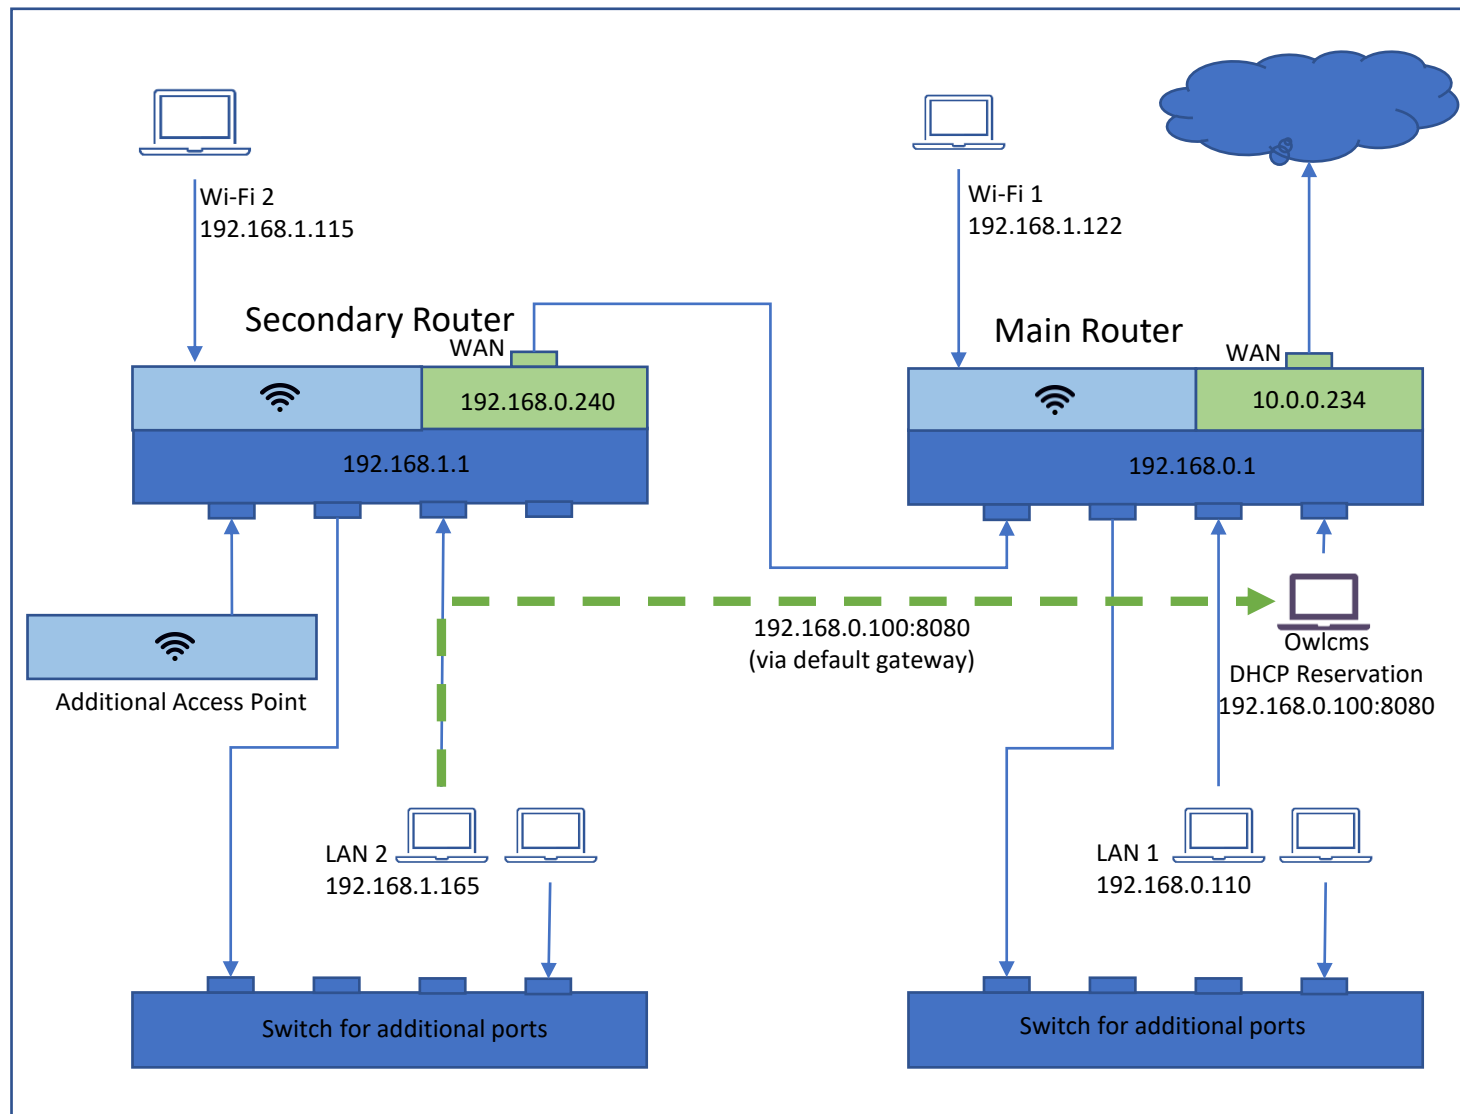 Wi-Fi 2
192.168.1.115
Wi-Fi 1
192.168.1.122
Secondary Router
WAN
Main Router
WAN
192.168.0.240
10.0.0.234
192.168.1.1
192.168.0.1
192.168.0.100:8080
(via default gateway)
Owlcms
DHCP Reservation
192.168.0.100:8080
Additional Access Point
LAN 2
192.168.1.165
LAN 1
192.168.0.110
Switch for additional ports
Switch for additional ports